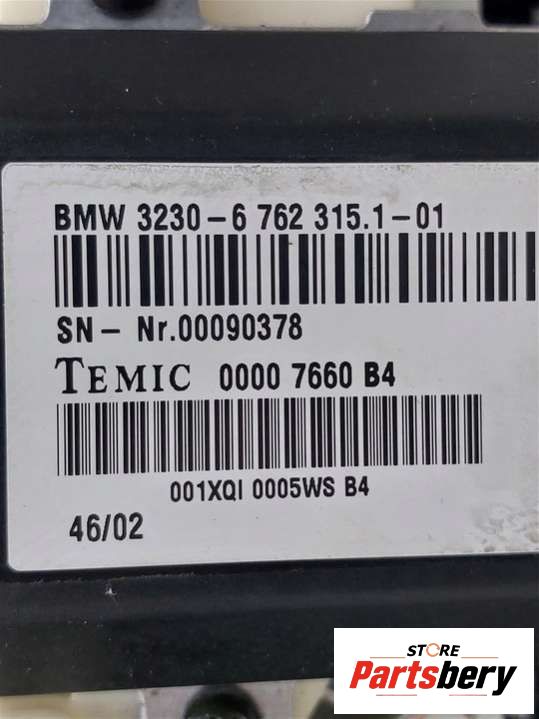 BMW 3230-6 762 315.1-01
SN- Nr.00090378
TEMIC 0000 7660 B4
001XQI 0005WS B4
46/02
STORE
Partsbery